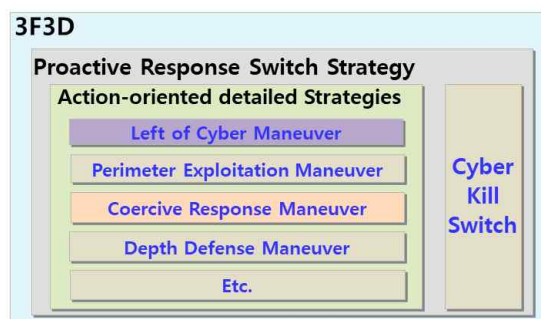 3F3D
Proactive Response Switch Strategy
Action-oriented detailed Strategies
Left of Cyber Maneuver
Perimeter Exploitation Maneuver
Coercive Response Maneuver
Depth Defense Maneuver
Etc.
Cyber
Kill
Switch